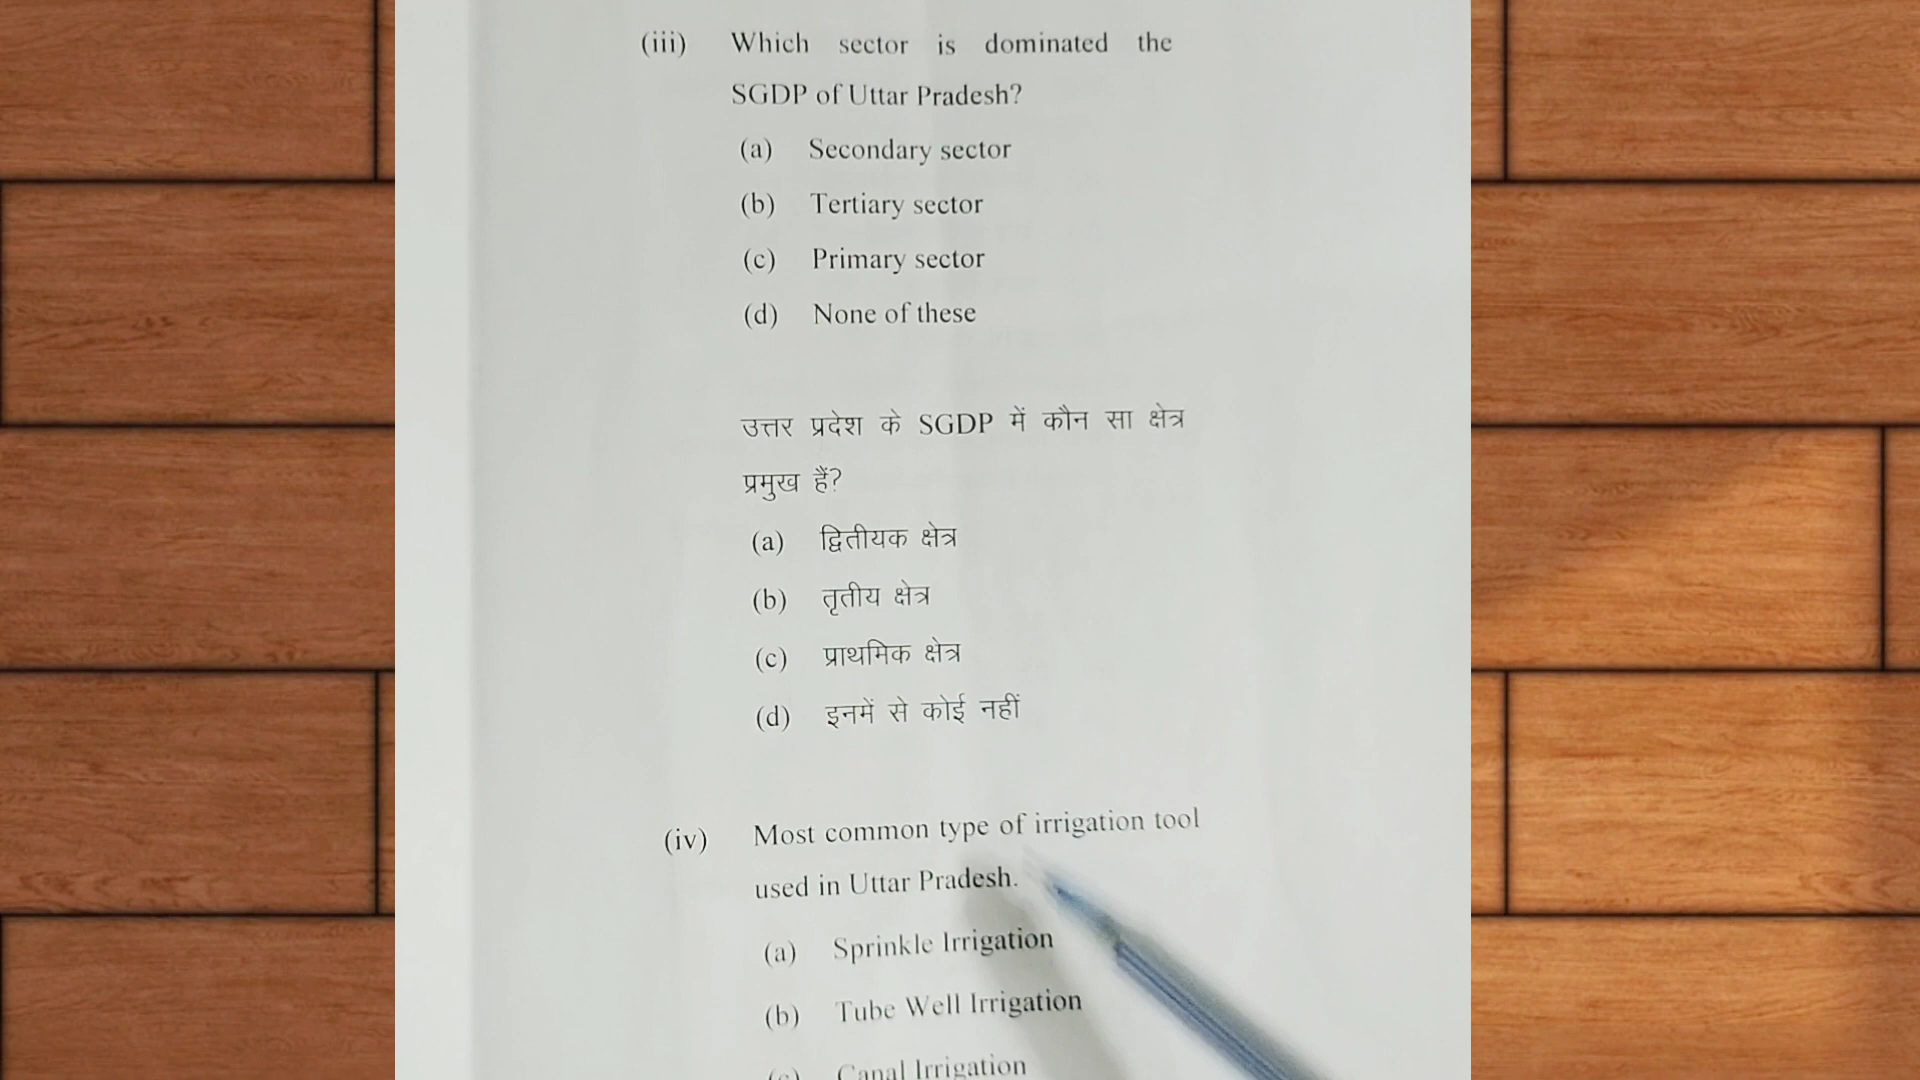 (iii) Which sector is dominated the
SGDP of Uttar Pradesh?
(a) Secondary sector
(b) Tertiary sector
(c) Primary sector
(d) None of these
उत्तर प्रदेश के SGDP में कौन सा क्षेत्र
प्रमुख हैं?
(a) द्वितीयक क्षेत्र
(b) तृतीय क्षेत्र
(c) प्राथमिक क्षेत्र
(d) इनमें से कोई नहीं
(iv) Most common type of irrigation tool
used in Uttar Pradesh.
(a) Sprinkle Irrigation
(b) Tube Well Irrigation
(c) Canal Irrigation